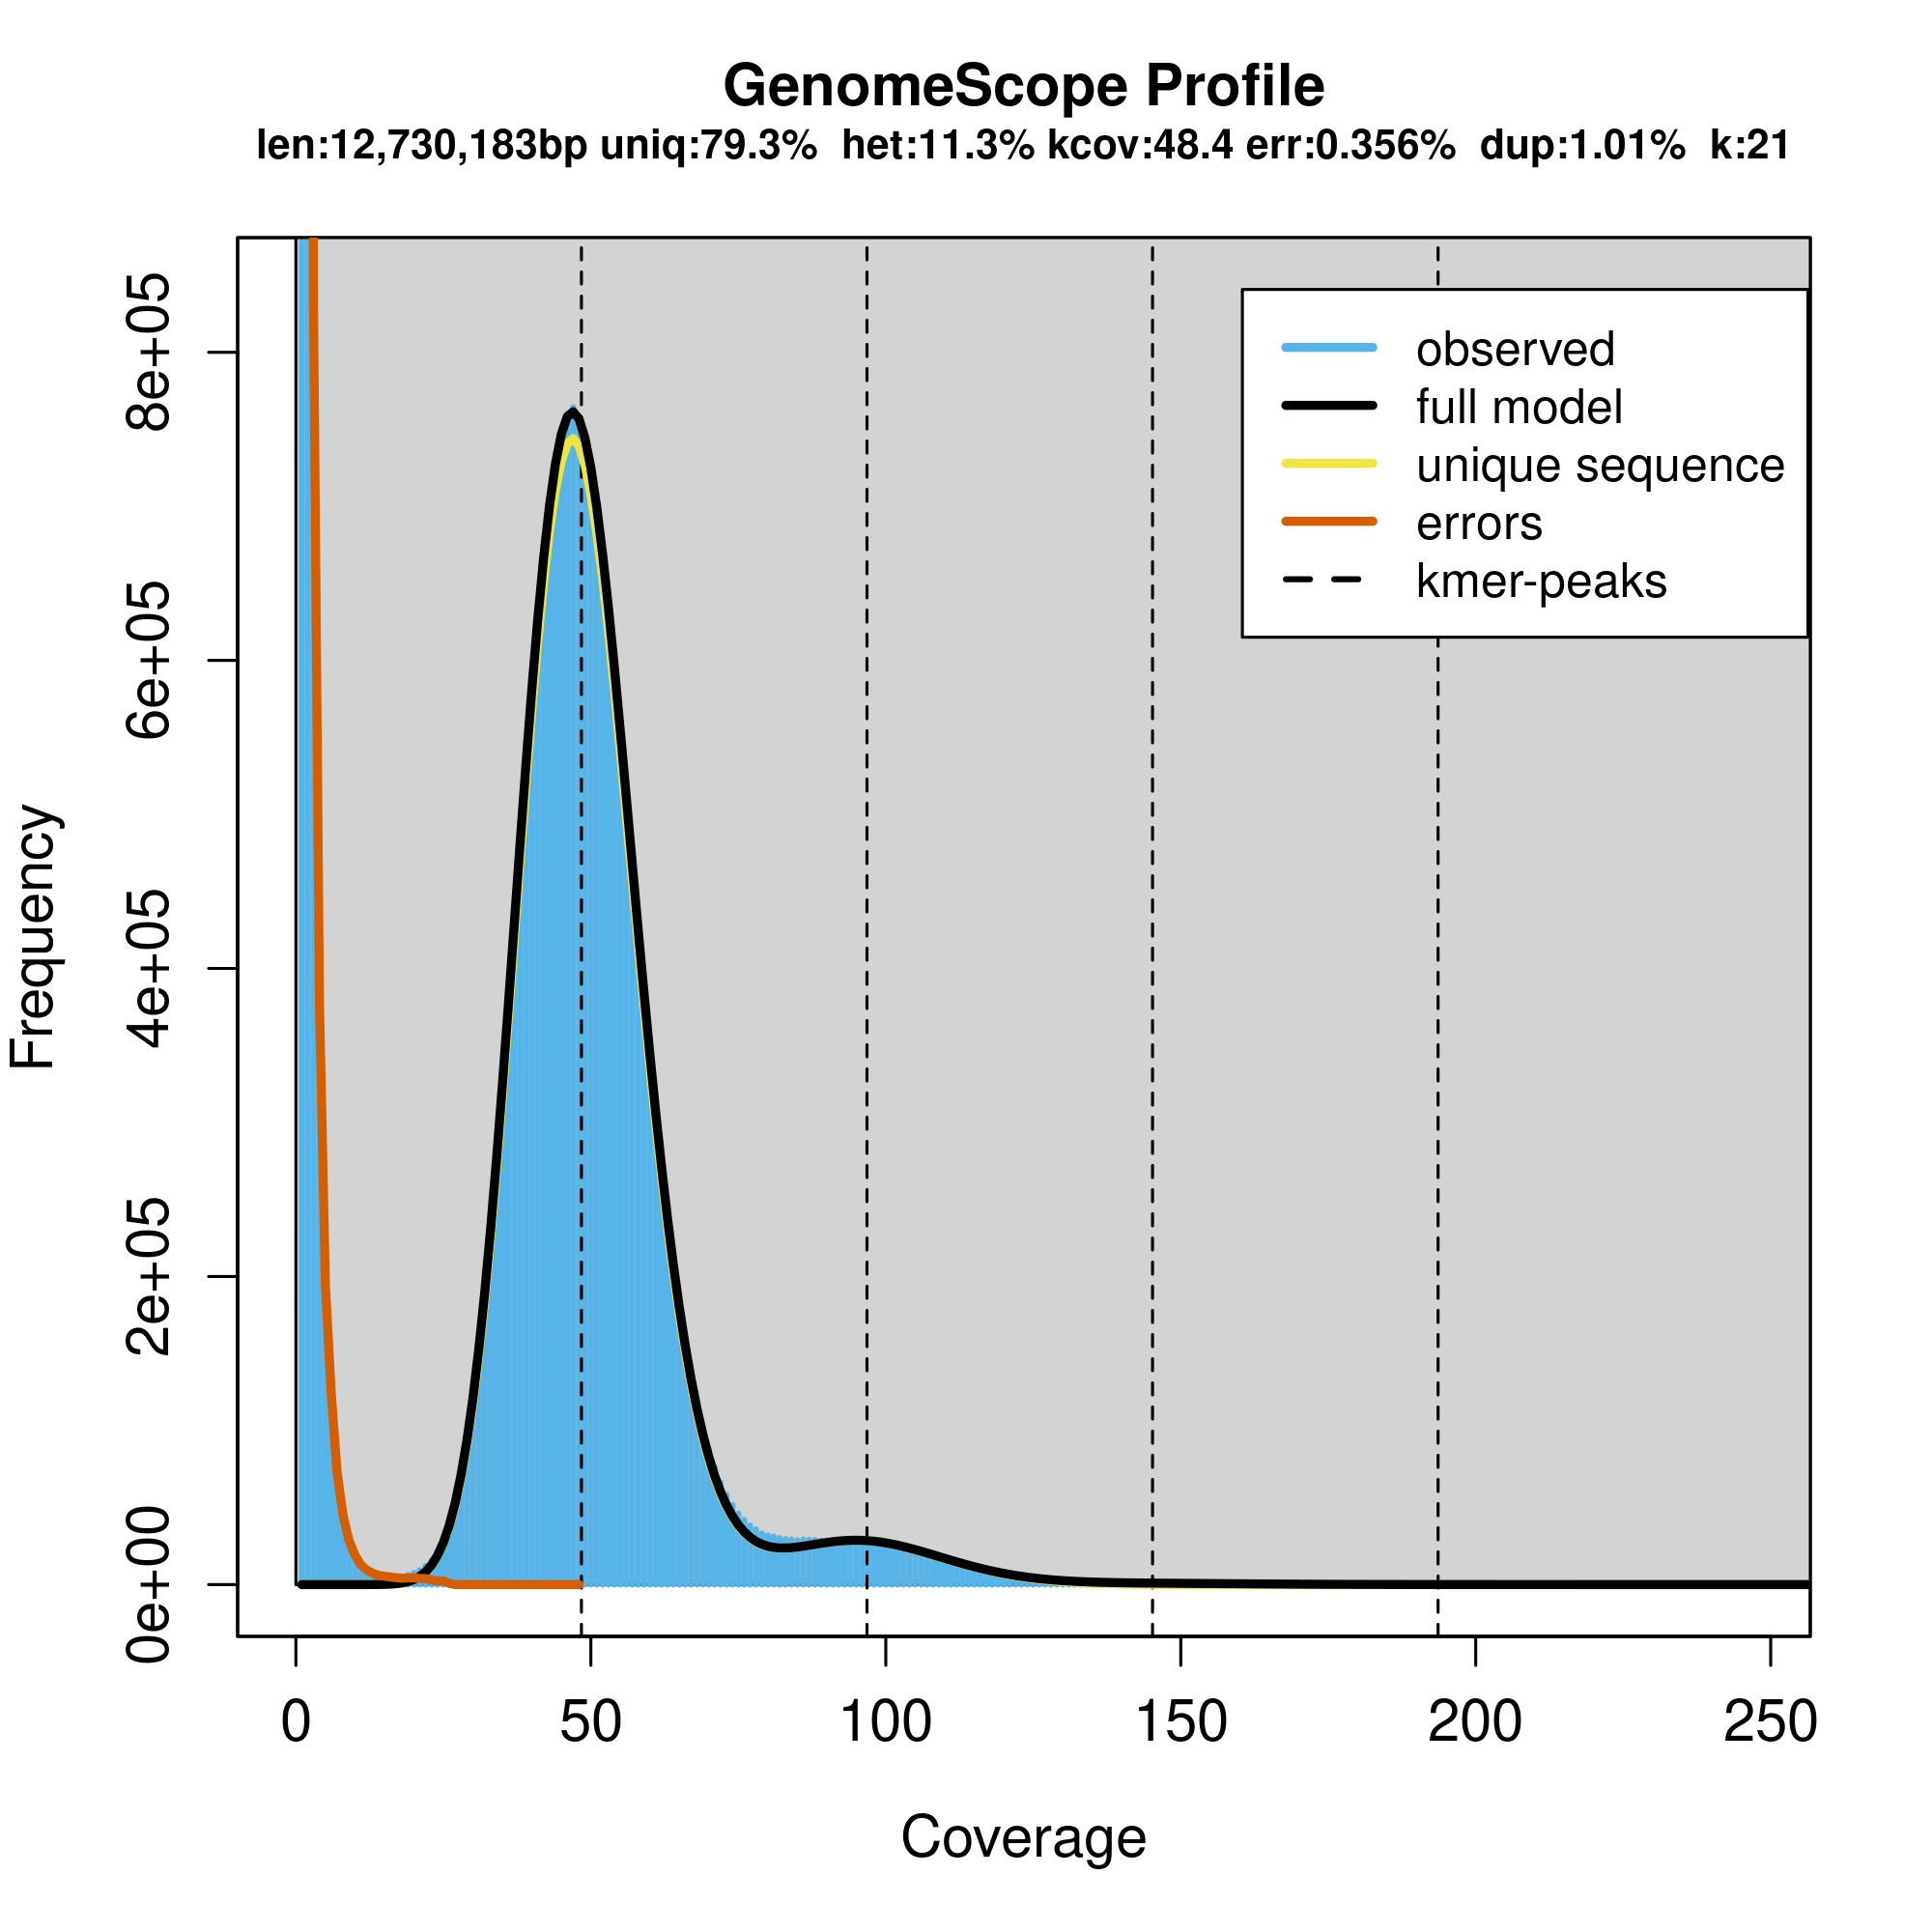 GenomeScope Profile
len:12,730,183bp uniq:79.3% het:11.3% kcov:48.4 err:0.356% dup:1.01% k:21
observed
full model
unique sequence
errors
kmer-peaks
Frequency
8e+05
6e+05
4e+05
2e+05
0e+00
0 50 100 150 200 250
Coverage